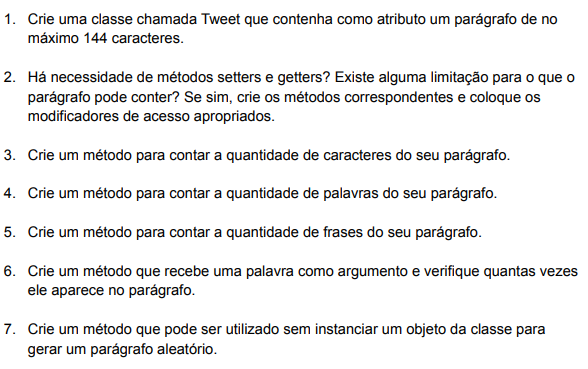 1. Crie uma classe chamada Tweet que contenha como atributo um parágrafo de no
máximo 144 caracteres.
2. Há necessidade de métodos setters e getters? Existe alguma limitação para o que o
parágrafo pode conter? Se sim, crie os métodos correspondentes e coloque os
modificadores de acesso apropriados.
3. Crie um método para contar a quantidade de caracteres do seu parágrafo.
4. Crie um método para contar a quantidade de palavras do seu parágrafo.
5. Crie um método para contar a quantidade de frases do seu parágrafo.
6. Crie um método que recebe uma palavra como argumento e verifique quantas vezes
ele aparece no parágrafo.
7. Crie um método que pode ser utilizado sem instanciar um objeto da classe para
gerar um parágrafo aleatório.